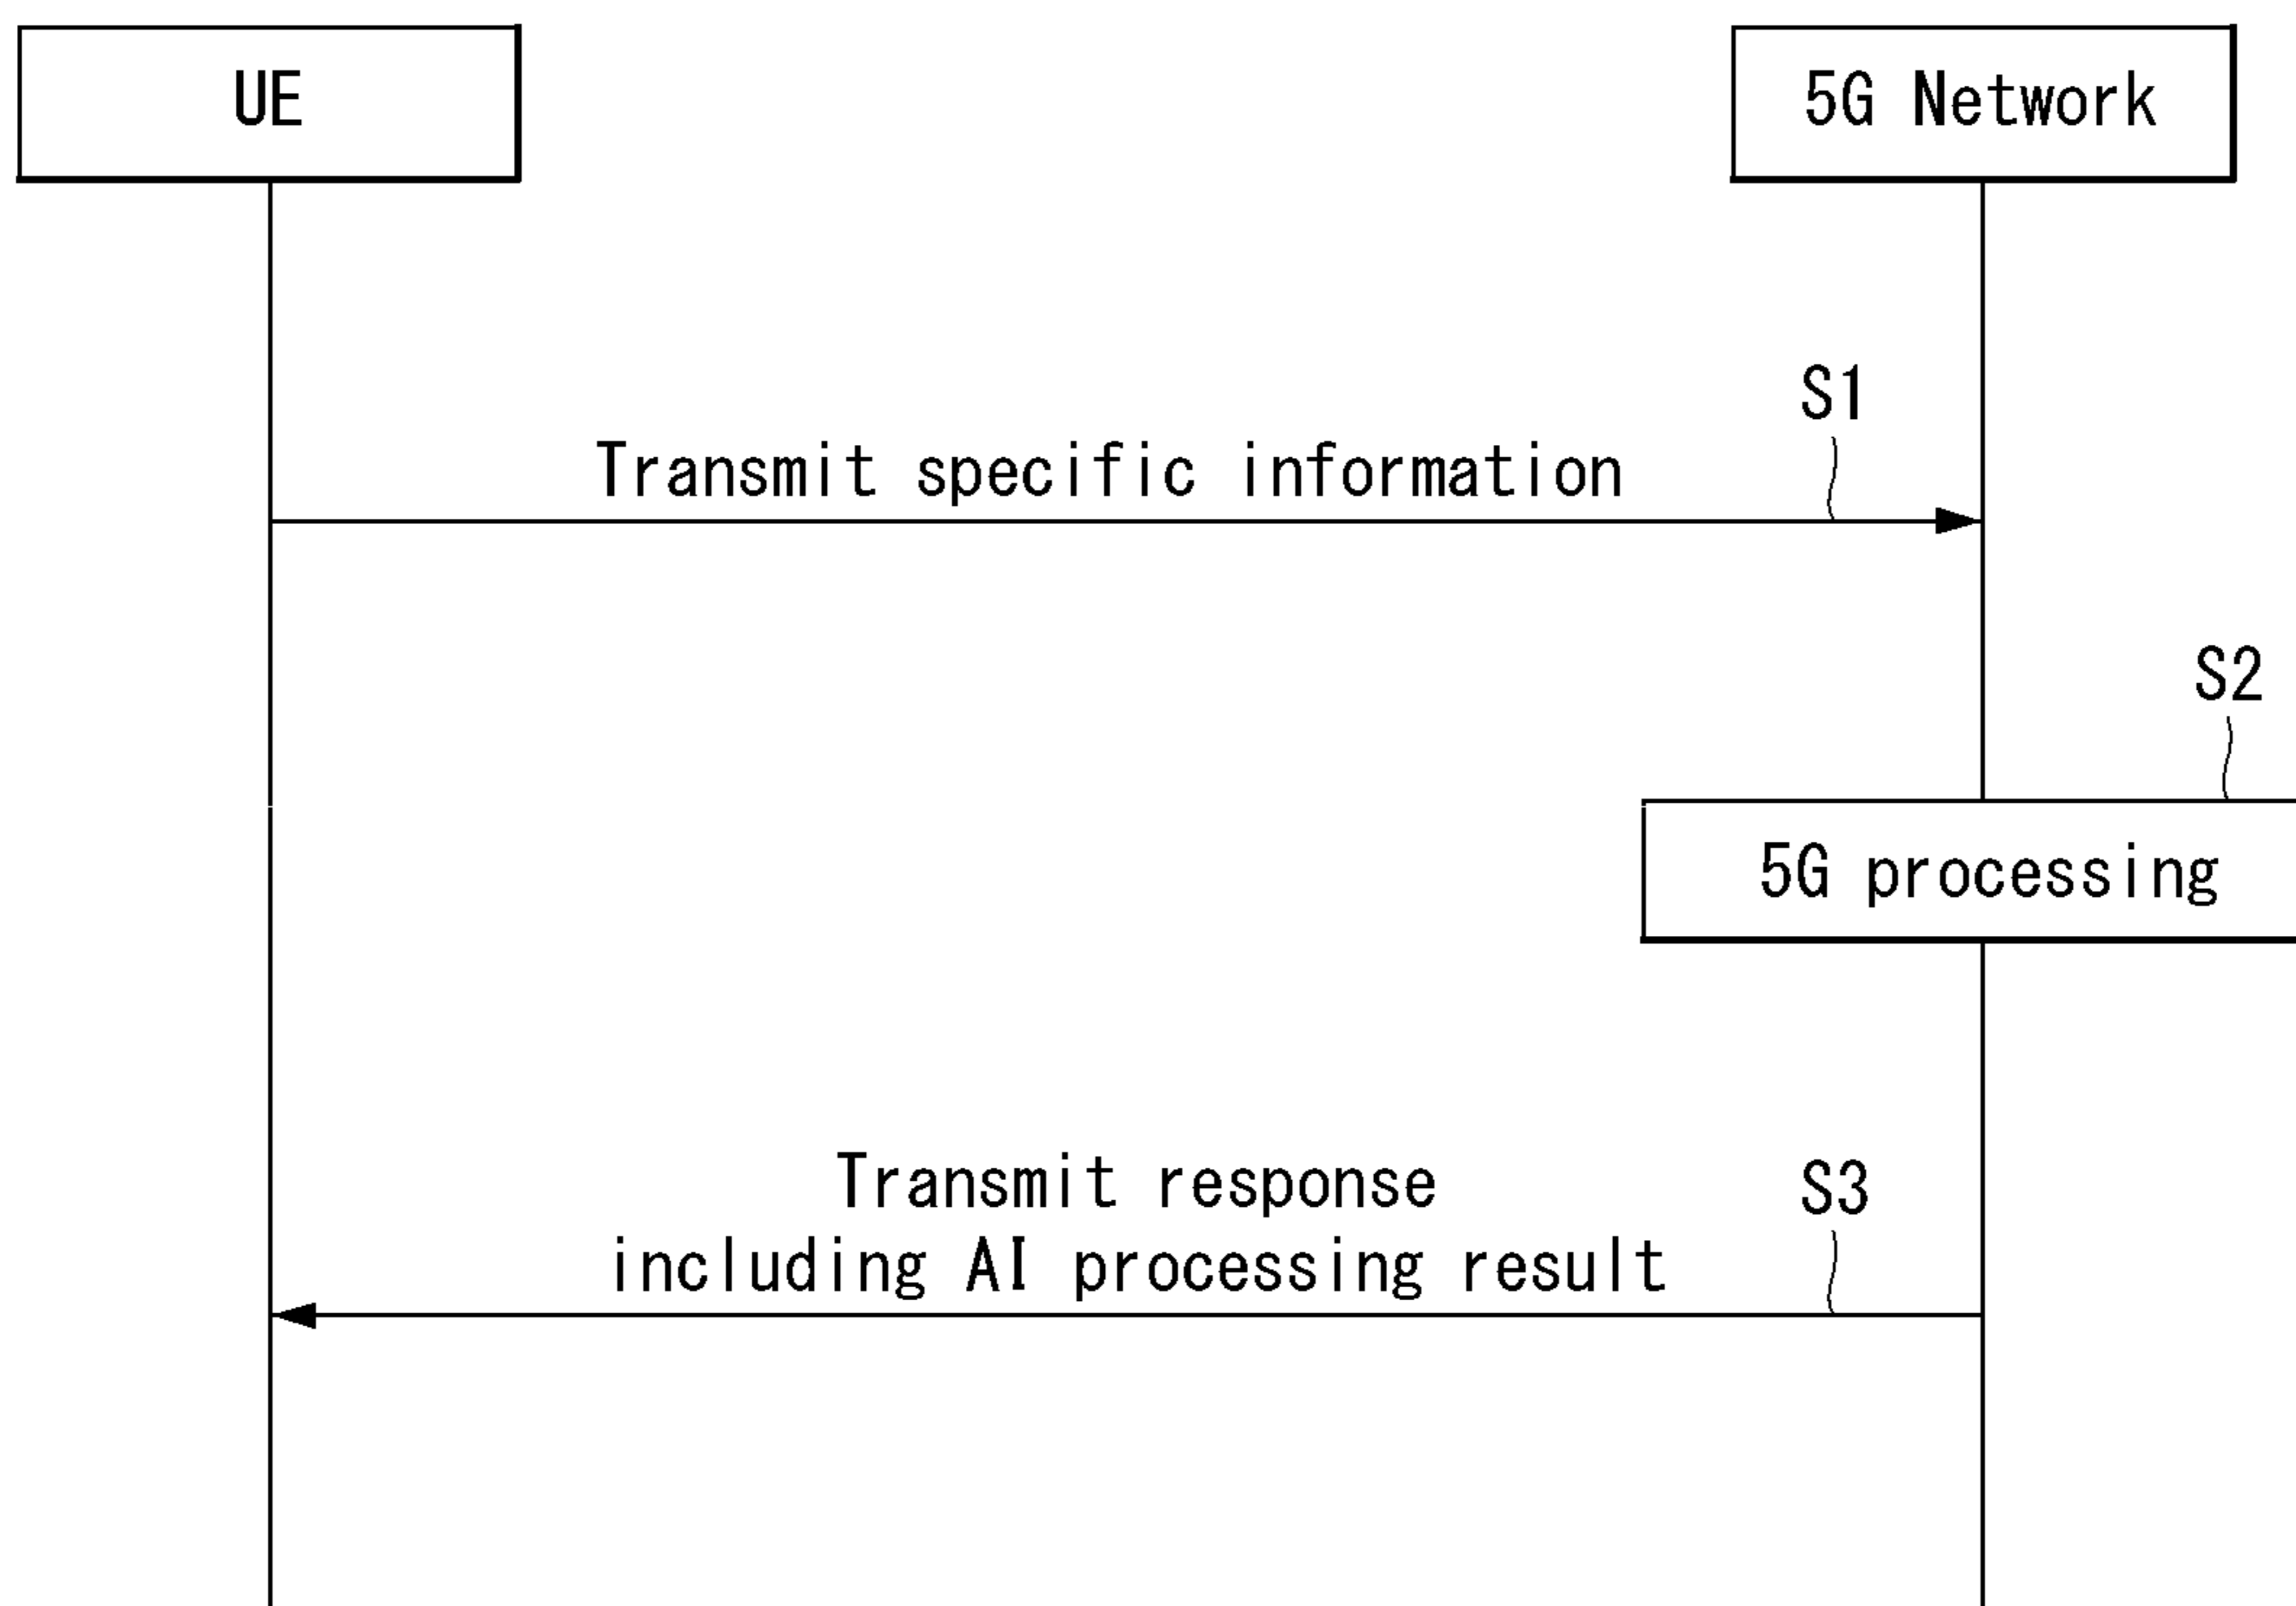 UE
5G Network
S1
Transmit specific information
S2
5G processing
Transmit response
S3
including AI processing result